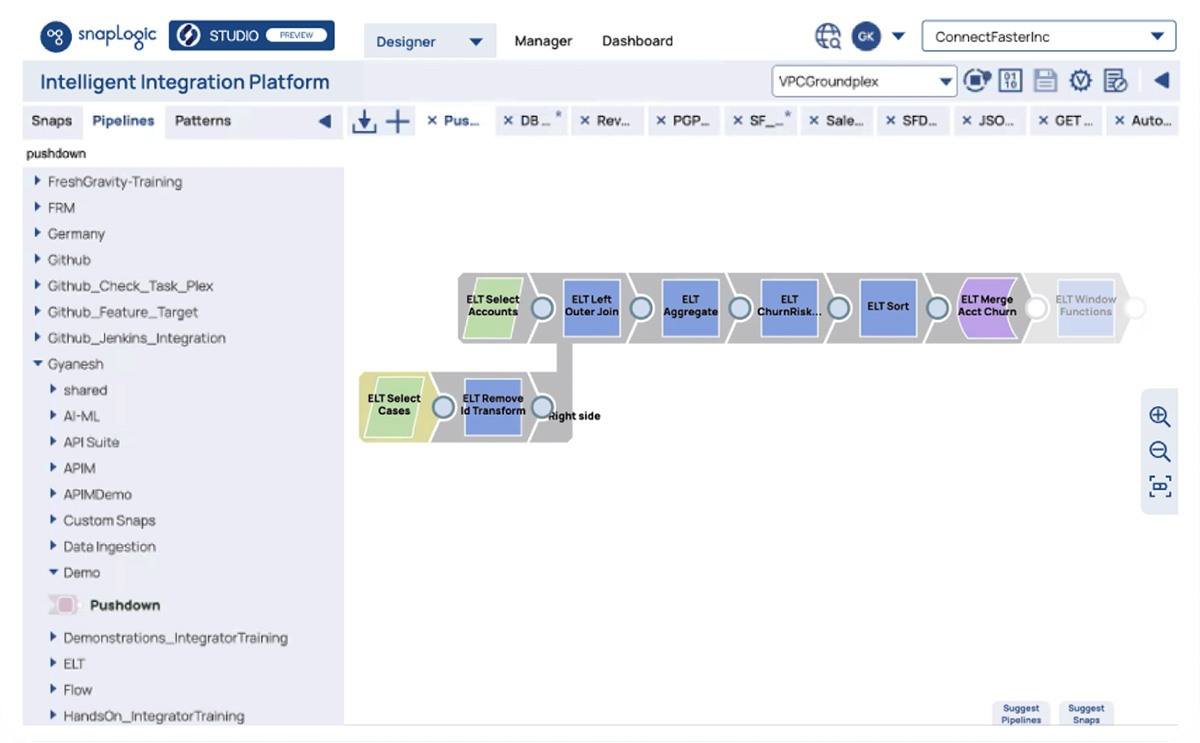 snapLogic
STUDIO PREVIEW
Designer
Manager
Dashboard
GK
ConnectFasterInc
Intelligent Integration Platform
VPCGroundplex
Snaps
Pipelines
Patterns
Pus...
DB... *
Rev...
PGP...
SF_...*
Sale...
SFD...
JSO...
GET ...
Auto...
pushdown
FreshGravity-Training
FRM
Germany
Github
Github_Check_Task_Plex
Github_Feature_Target
Github_Jenkins_Integration
Gyanesh
shared
AI-ML
API Suite
APIM
APIMDemo
Custom Snaps
Data Ingestion
Demo
Pushdown
Demonstrations_IntegratorTraining
ELT
Flow
HandsOn_IntegratorTraining
ELT Select
Accounts
ELT Left
Outer Join
ELT
Aggregate
ELT
ChurnRisk...
ELT Sort
ELT Merge
Acct Churn
ELT Window
Functions
ELT Select
Cases
ELT Remove
Id Transform
Right side
Suggest
Pipelines
Suggest
Snaps